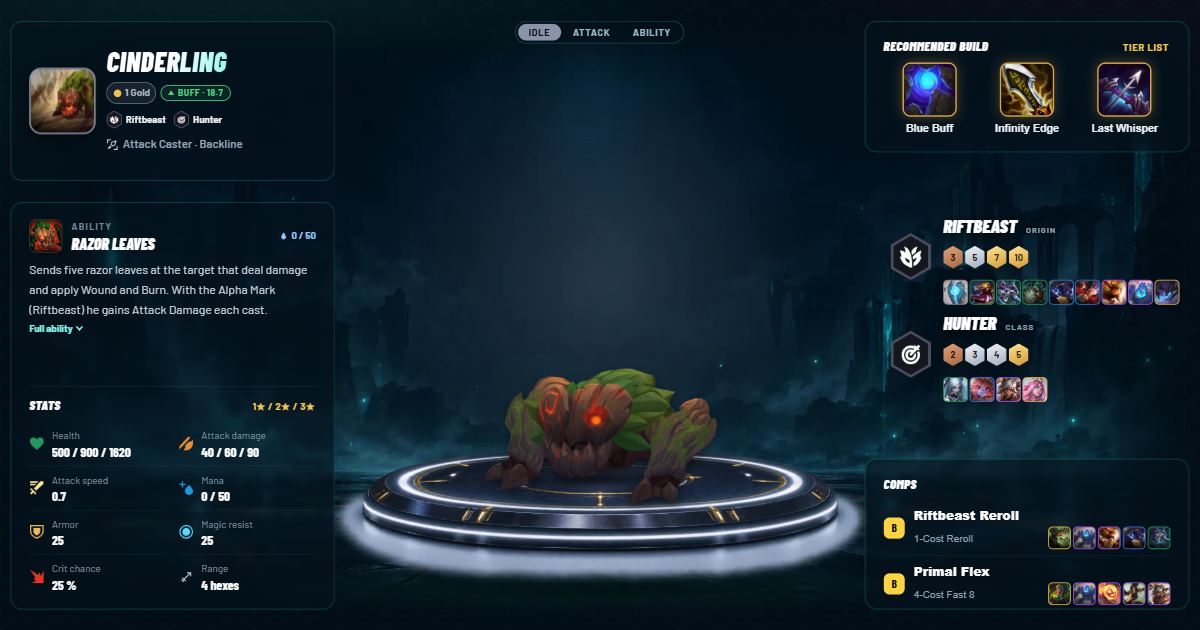 IDLE
ATTACK
ABILITY
CINDERLING
1 Gold
BUFF · 18.7
Riftbeast
Hunter
Attack Caster · Backline
ABILITY
RAZOR LEAVES
0 / 50
Sends five razor leaves at the target that deal damage
and apply Wound and Burn. With the Alpha Mark
(Riftbeast) he gains Attack Damage each cast.
Full ability
STATS
1★ / 2★ / 3★
Health
500 / 900 / 1620
Attack damage
40 / 60 / 90
Attack speed
0.7
Mana
0 / 50
Armor
25
Magic resist
25
Crit chance
25 %
Range
4 hexes
RECOMMENDED BUILD
TIER LIST
Blue Buff
Infinity Edge
Last Whisper
RIFTBEAST
ORIGIN
3
5
7
10
HUNTER
CLASS
2
3
4
5
COMPS
B
Riftbeast Reroll
1-Cost Reroll
B
Primal Flex
4-Cost Fast 8